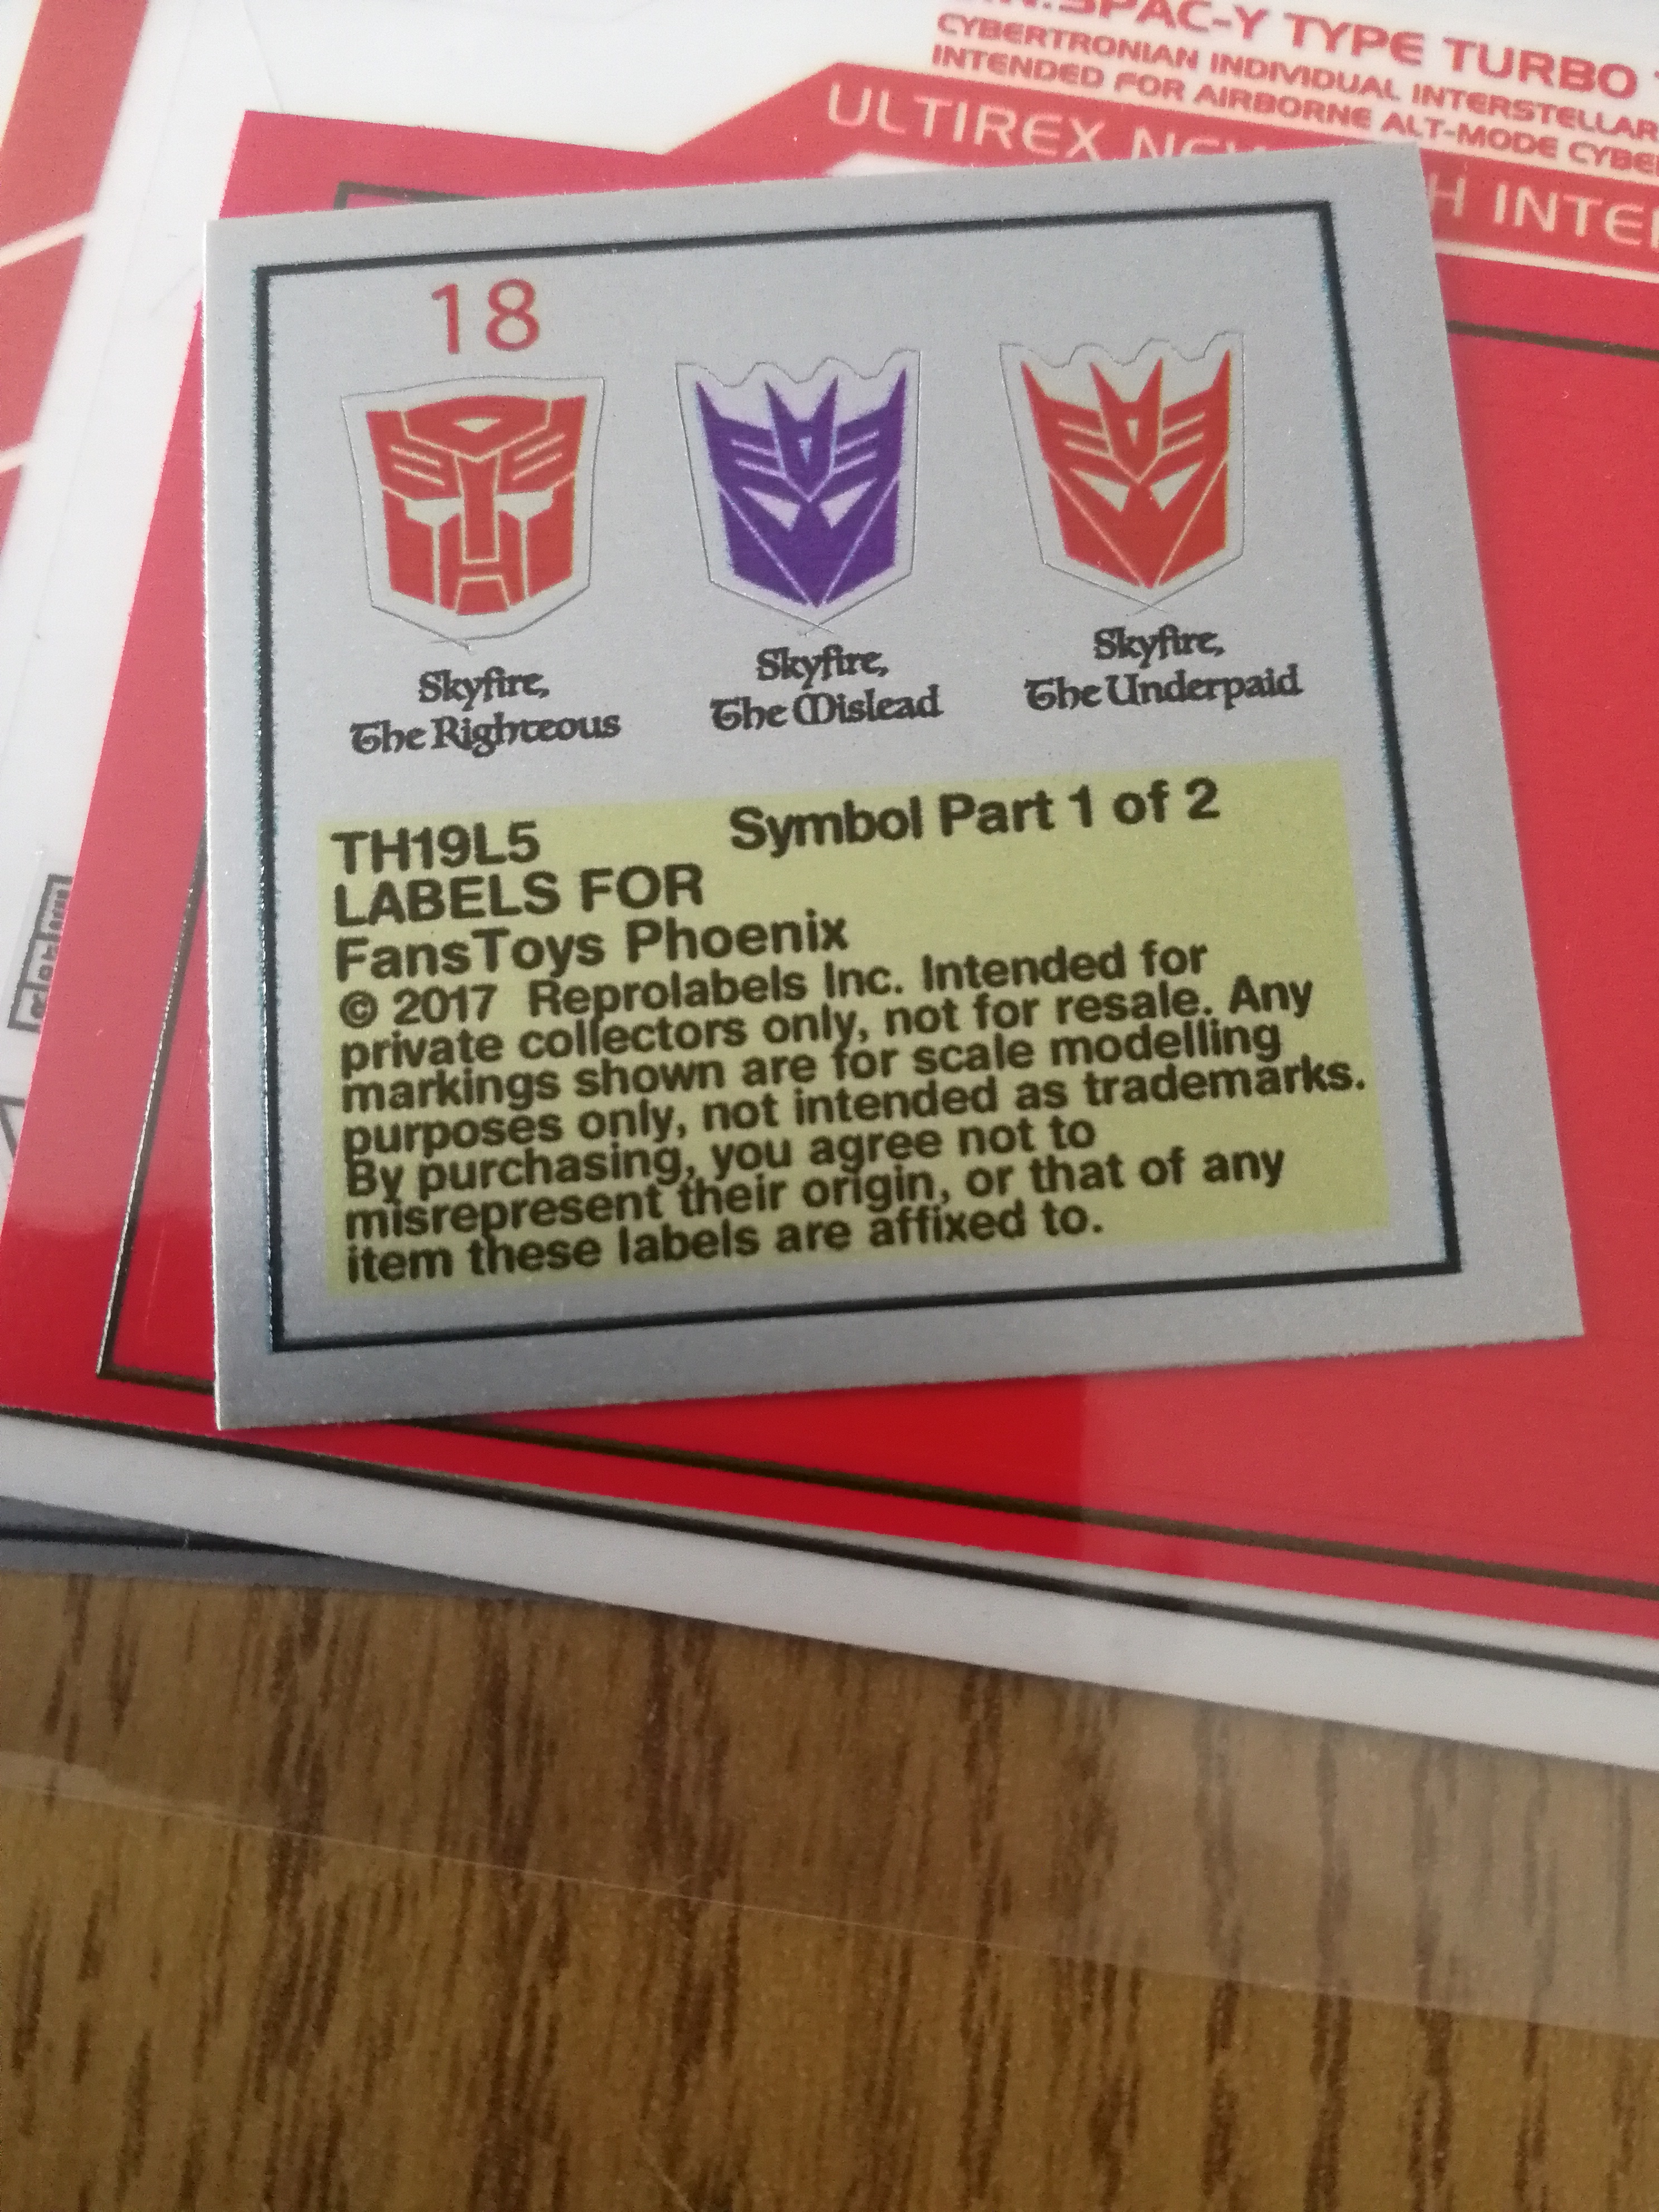 SPAC-Y TYPE TURBO
CYBERTRONIAN INDIVIDUAL INTERSTELLAR
INTENDED FOR AIRBORNE ALT-MODE
ULTIREX
18
Skyfire,
The Righteous
Skyfire,
The Mislead
Skyfire,
The Underpaid
TH19L5 Symbol Part 1 of 2
LABELS FOR
FansToys Phoenix
© 2017 Reprolabels Inc. Intended for
private collectors only, not for resale. Any
markings shown are for scale modelling
purposes only, not intended as trademarks.
By purchasing, you agree not to
misrepresent their origin, or that of any
item these labels are affixed to.